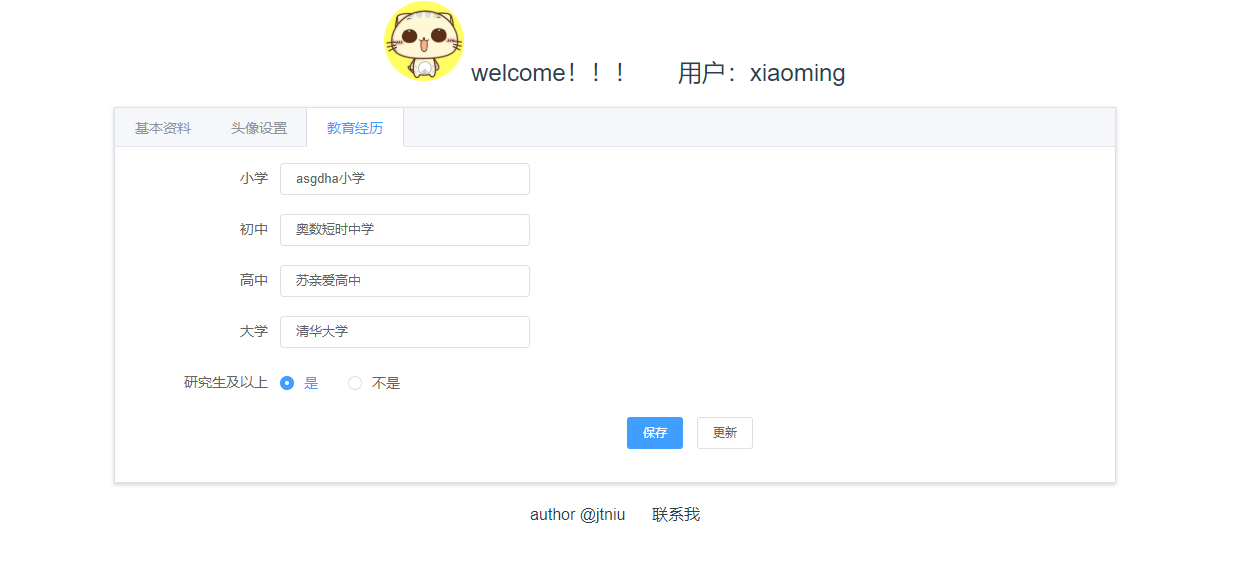 welcome！！！ 用户：xiaoming
基本资料 头像设置 教育经历
小学 asgdha小学
初中 奥数短时中学
高中 苏亲爱高中
大学 清华大学
研究生及以上 是 不是
保存 更新
author @jtniu 联系我